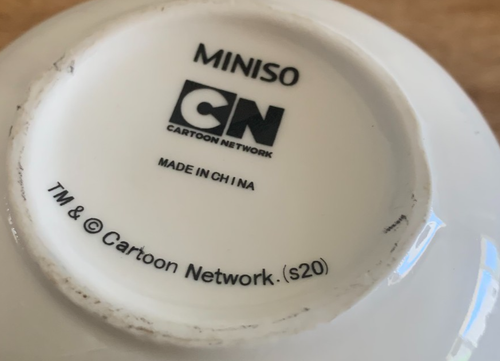 MINISO
CN
CARTOON NETWORK
MADE IN CHINA
TM & © Cartoon Network. (s20)